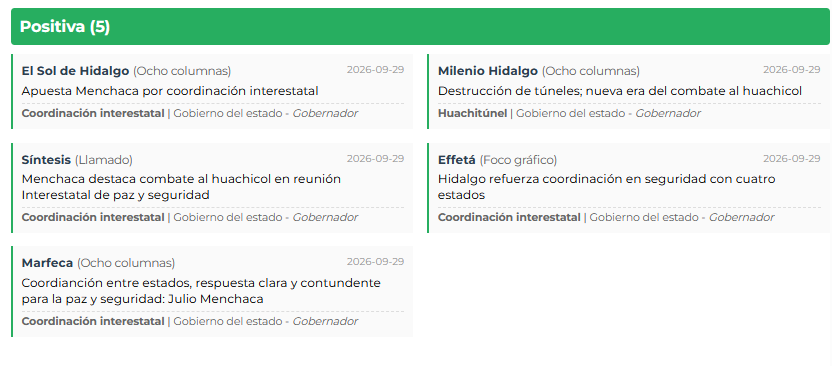 Positiva (5)
El Sol de Hidalgo (Ocho columnas) 2026-09-29
Apuesta Menchaca por coordinación interestatal
Coordinación interestatal | Gobierno del estado - Gobernador
Milenio Hidalgo (Ocho columnas) 2026-09-29
Destrucción de túneles; nueva era del combate al huachicol
Huachitúnel | Gobierno del estado - Gobernador
Síntesis (Llamado) 2026-09-29
Menchaca destaca combate al huachicol en reunión
Interestatal de paz y seguridad
Coordinación interestatal | Gobierno del estado - Gobernador
Effetá (Foco gráfico) 2026-09-29
Hidalgo refuerza coordinación en seguridad con cuatro
estados
Coordinación interestatal | Gobierno del estado - Gobernador
Marfeca (Ocho columnas) 2026-09-29
Coordianción entre estados, respuesta clara y contundente
para la paz y seguridad: Julio Menchaca
Coordinación interestatal | Gobierno del estado - Gobernador